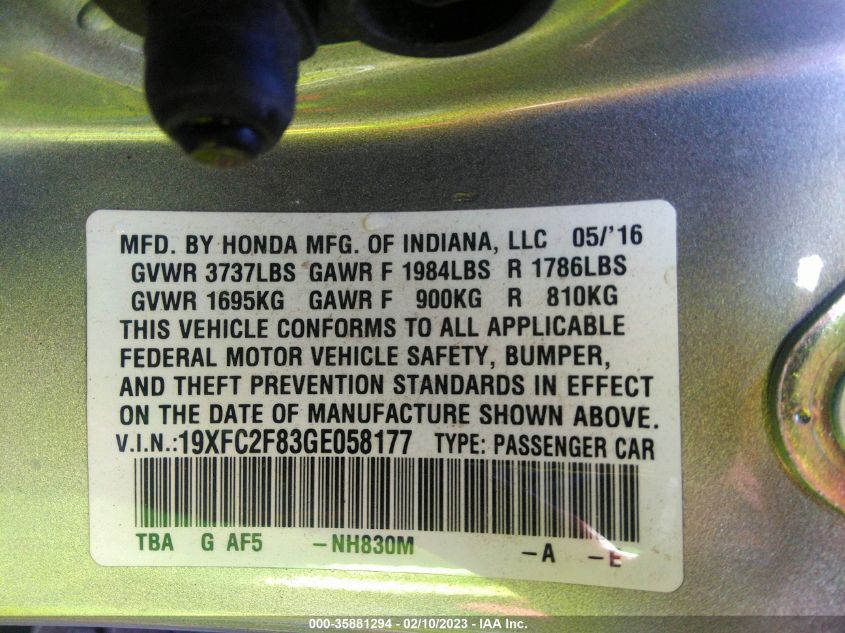 MFD. BY HONDA MFG. OF INDIANA, LLC 05/'16
GVWR 3737LBS GAWR F 1984LBS R 1786LBS
GVWR 1695KG GAWR F 900KG R 810KG
THIS VEHICLE CONFORMS TO ALL APPLICABLE
FEDERAL MOTOR VEHICLE SAFETY, BUMPER,
AND THEFT PREVENTION STANDARDS IN EFFECT
ON THE DATE OF MANUFACTURE SHOWN ABOVE.
V.I.N.:19XFC2F83GE058177 TYPE: PASSENGER CAR
TBA G AF5 -NH830M -A -E
000-35881294 - 02/10/2023 - IAA Inc.